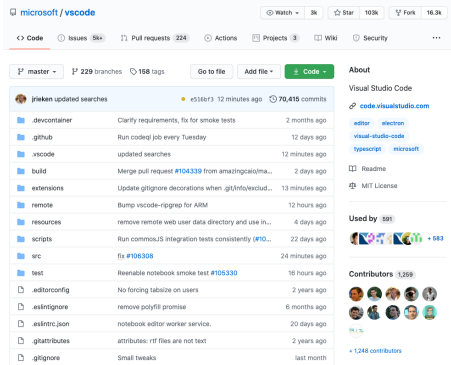 microsoft / vscode
Watch 3k Star 103k Fork 16.3k
Code Issues 5k+ Pull requests 224 Actions Projects 3 Wiki Security ...
master 229 branches 158 tags Go to file Add file Code
jrieken updated searches e516bf3 12 minutes ago 70,415 commits
.devcontainer Clarify requirements, fix for smoke tests 2 months ago
.github Run codeql job every Tuesday 12 days ago
.vscode updated searches 12 minutes ago
build Merge pull request #104339 from amazingcaio/ma... 2 days ago
extensions Update gitignore decorations when .git/info/exclud... 13 minutes ago
remote Bump vscode-ripgrep for ARM 12 hours ago
resources remove remote web user data directory and use in... 4 days ago
scripts Run commosJS integration tests consistently (#10... 22 days ago
src fix #106308 24 minutes ago
test Reenable notebook smoke test #105330 16 hours ago
.editorconfig No forcing tabsize on users 2 years ago
.eslintignore remove polyfill promise 6 months ago
.eslintrc.json notebook editor worker service. 20 days ago
.gitattributes attributes: rtf files are not text 2 years ago
.gitignore Small tweaks last month
About
Visual Studio Code
code.visualstudio.com
editor electron
visual-studio-code
typescript microsoft
Readme
MIT License
Used by 591
+ 583
Contributors 1,259
+ 1,248 contributors